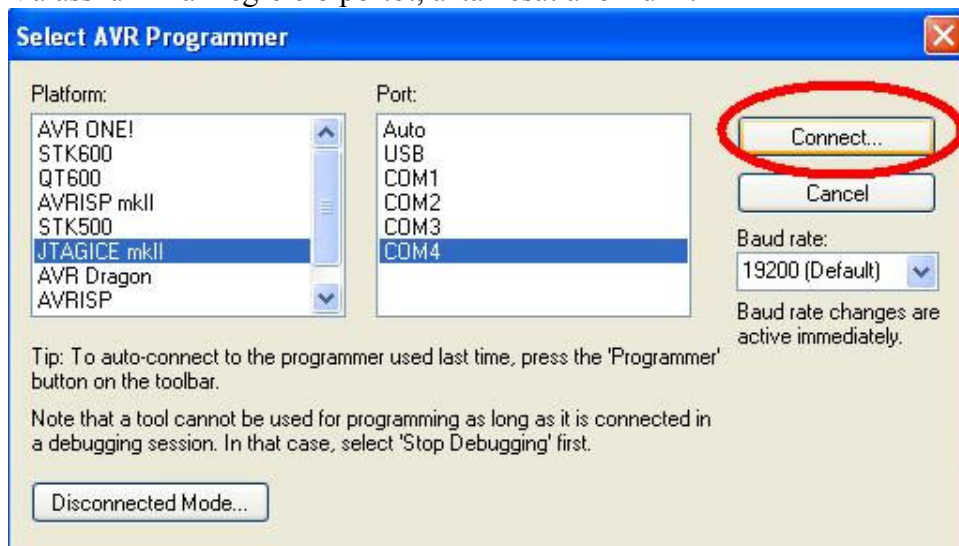 Select AVR Programmer
Platform:
Port:
AVR ONE!
STK600
QT600
AVRISP mkII
STK500
JTAGICE mkII
AVR Dragon
AVRISP
Auto
USB
COM1
COM2
COM3
COM4
Connect...
Cancel
Baud rate:
19200 (Default)
Baud rate changes are
active immediately.
Tip: To auto-connect to the programmer used last time, press the 'Programmer'
button on the toolbar.
Note that a tool cannot be used for programming as long as it is connected in
a debugging session. In that case, select 'Stop Debugging' first.
Disconnected Mode...